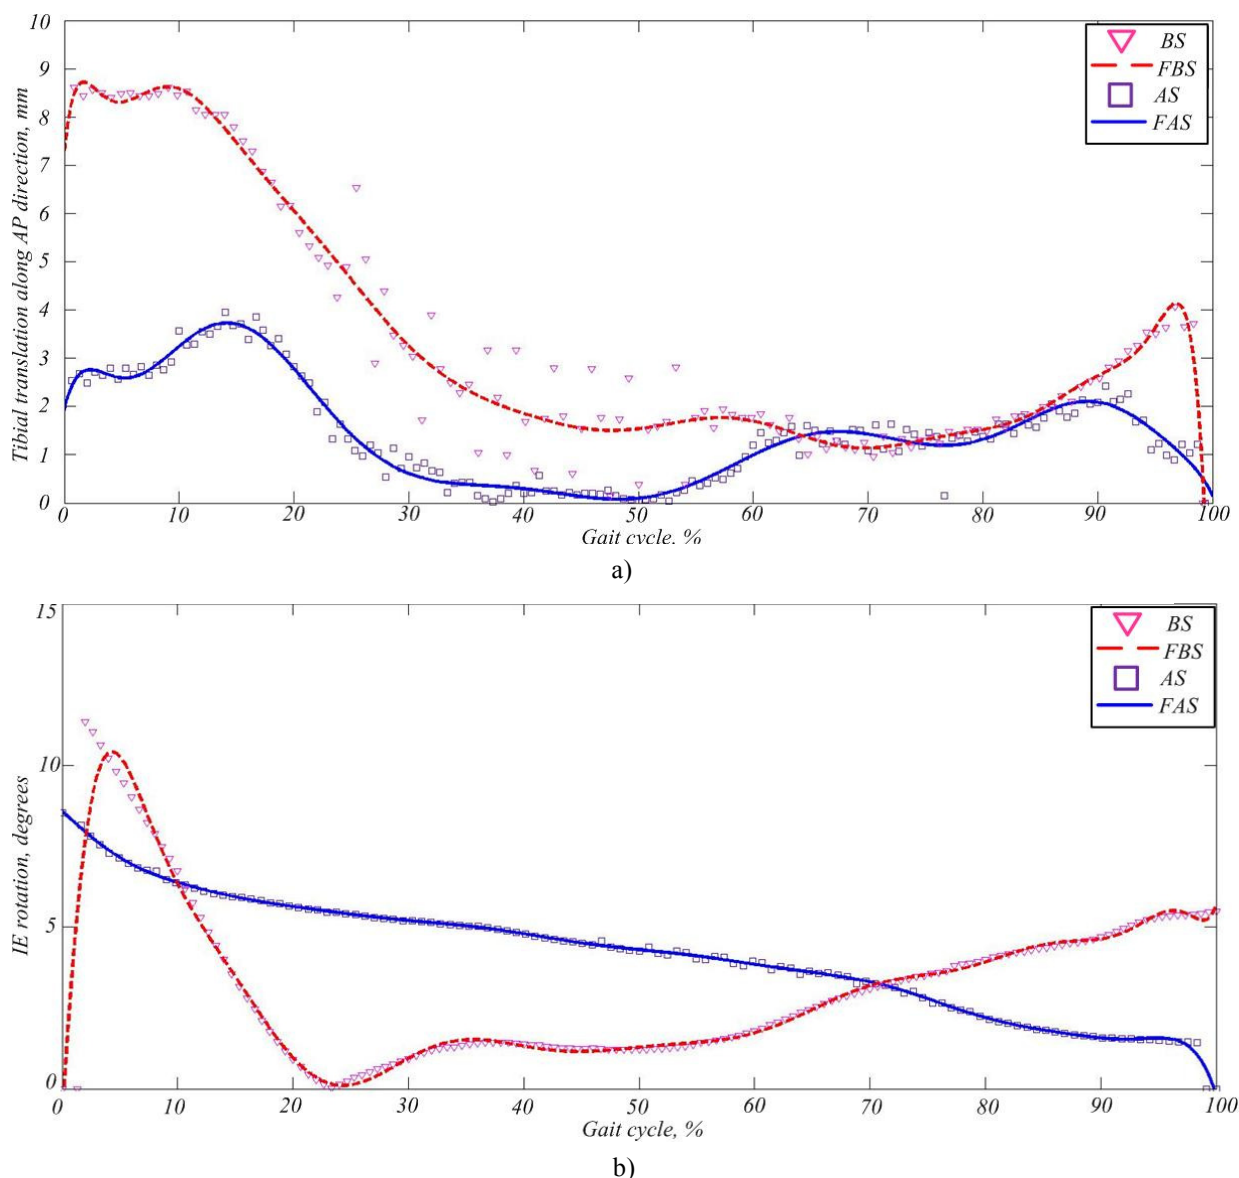 10
9
8
7
6
5
4
3
2
1
0
Tibial translation along AP direction, mm
BS
FBS
AS
FAS
0 10 20 30 40 50 60 70 80 90 100
Gait cycle. %
a)
15
10
5
0
IE rotation, degrees
BS
FBS
AS
FAS
0 10 20 30 40 50 60 70 80 90 100
Gait cycle, %
b)